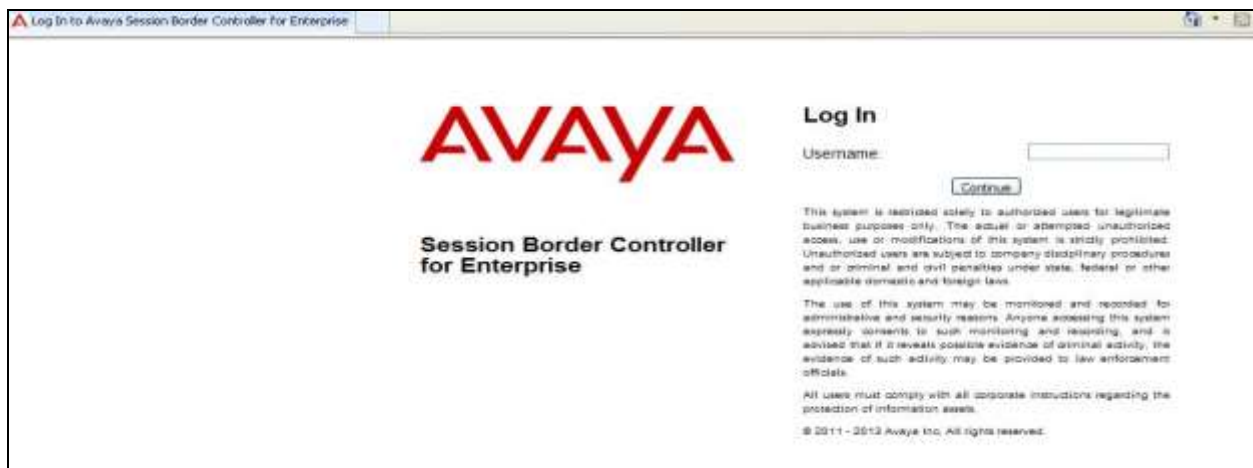 Log In to Avaya Session Border Controller for Enterprise
AVAYA
Session Border Controller
for Enterprise
Log In
Username:
Continue
This system is restricted solely to authorized users for legitimate
business purposes only. The actual or attempted unauthorized
access, use or modifications of this system is strictly prohibited.
Unauthorized users are subject to company disciplinary procedures
and or criminal and civil penalties under state, federal or other
applicable domestic and foreign laws.
The use of this system may be monitored and recorded for
administrative and security reasons. Anyone accessing this system
expressly consents to such monitoring and recording, and is
advised that if it reveals possible evidence of criminal activity, the
evidence of such activity may be provided to law enforcement
officials.
All users must comply with all corporate instructions regarding the
protection of information assets.
© 2011 - 2013 Avaya Inc. All rights reserved.